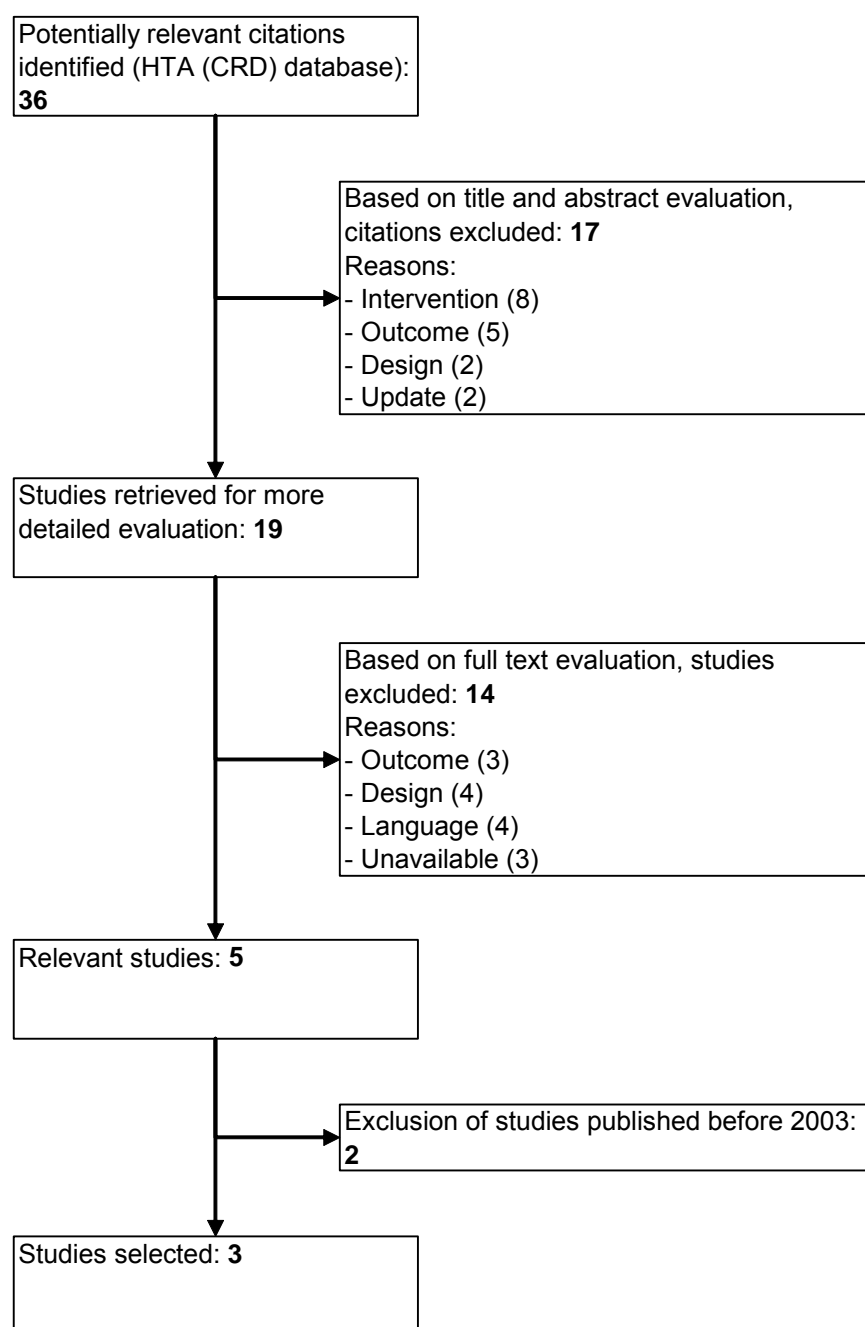 Potentially relevant citations
identified (HTA (CRD) database):
36
Based on title and abstract evaluation,
citations excluded: 17
Reasons:
- Intervention (8)
- Outcome (5)
- Design (2)
- Update (2)
Studies retrieved for more
detailed evaluation: 19
Based on full text evaluation, studies
excluded: 14
Reasons:
- Outcome (3)
- Design (4)
- Language (4)
- Unavailable (3)
Relevant studies: 5
Exclusion of studies published before 2003:
2
Studies selected: 3